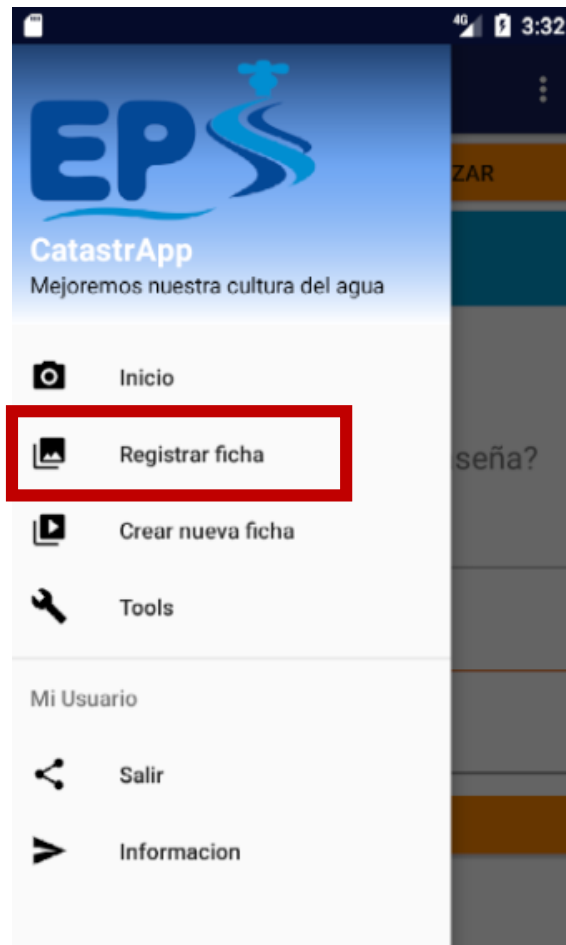 4G 3:32
EPS
ZAR
CatastrApp
Mejoremos nuestra cultura del agua
Inicio
Registrar ficha
seña?
Crear nueva ficha
Tools
Mi Usuario
Salir
Informacion